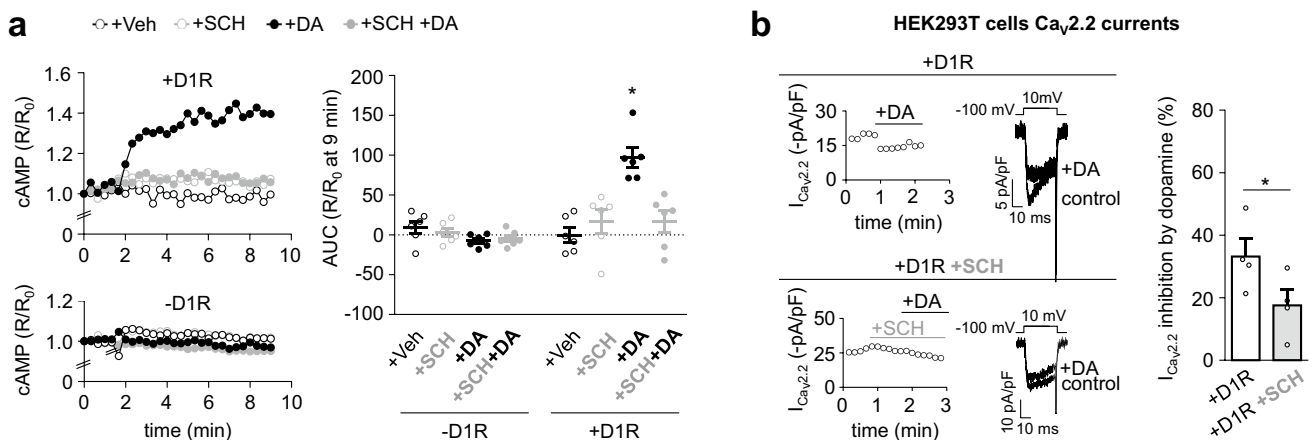 a
+Veh +SCH +DA +SCH +DA
+D1R
cAMP (R/R0)
1.6
1.4
1.2
1.0
0
0 2 4 6 8 10
-D1R
cAMP (R/R0)
1.2
1.0
0
0 2 4 6 8 10
time (min)
AUC (R/R0 at 9 min)
200
150
100
50
0
-50
-100
*
+Veh
+SCH
+DA
+SCH+DA
+Veh
+SCH
+DA
+SCH+DA
-D1R
+D1R
b
HEK293T cells CaV2.2 currents
+D1R
ICaV2.2 (-pA/pF)
30
15
0
+DA
0 1 2 3
time (min)
-100 mV
10mV
+DA
control
5 pA/pF
10 ms
+D1R +SCH
ICaV2.2 (-pA/pF)
50
25
0
+DA
+SCH
0 1 2 3
time (min)
-100 mV
10 mV
+DA
control
10 pA/pF
10 ms
ICaV2.2 inhibition by dopamine (%)
80
60
40
20
0
*
+D1R
+D1R +SCH